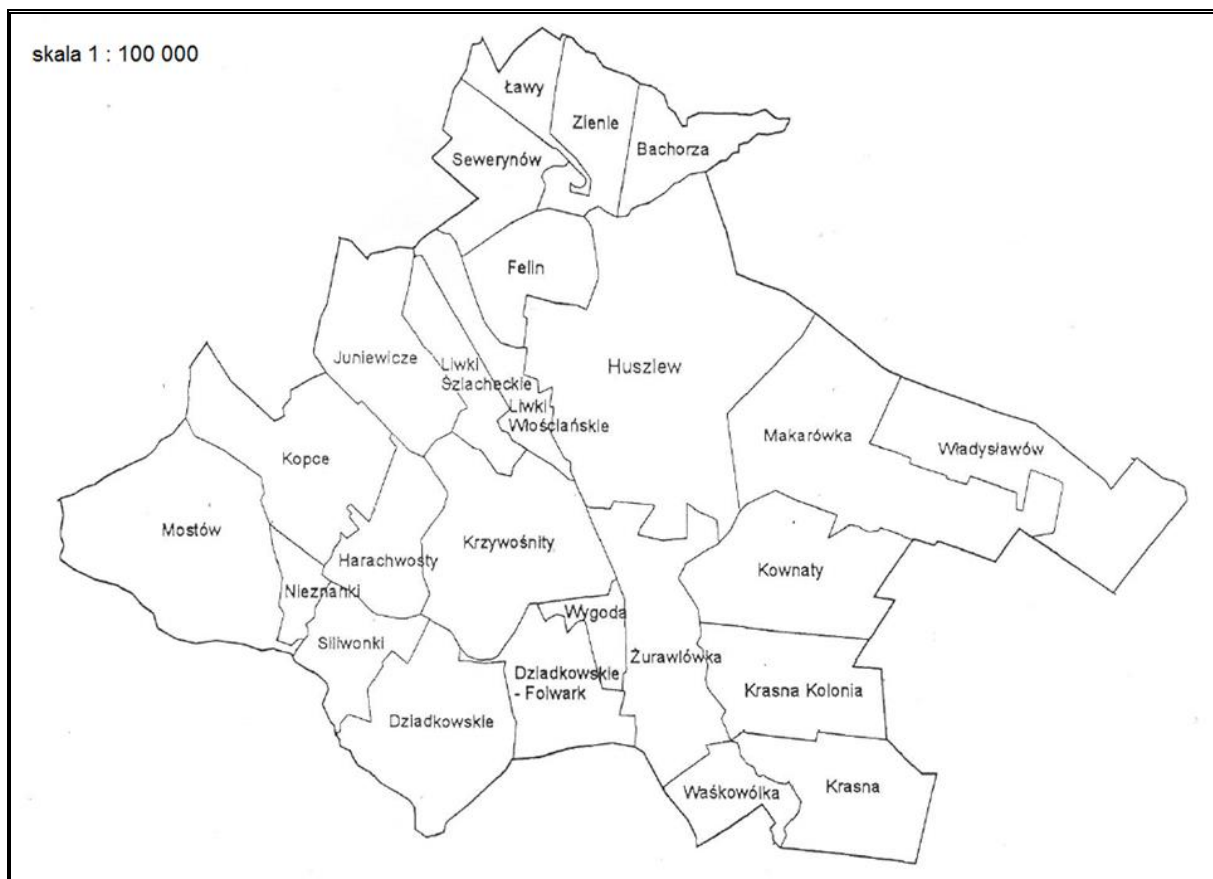 skala 1 : 100 000
Ławy
Zienie
Bachorza
Sewerynów
Felin
Juniewicze
Liwki
Szlacheckie
Huszlew
Liwki
Włościańskie
Makarówka
Władysławów
Kopce
Mostów
Harachwosty
Krzywośnity
Kownaty
Nieznanki
Wygoda
Siliwonki
Żurawlówka
Dziadkowskie
- Folwark
Krasna Kolonia
Dziadkowskie
Waśkowólka
Krasna